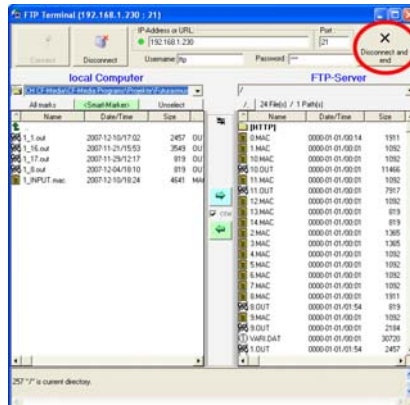 FTP Terminal (192.168.1.230 : 21)
IP-Address or URL: Port
192.168.1.230 21
Connect Disconnect Username: ftp Password: Disconnect and end
local Computer FTP-Server
/
All marks <Smart-Marker> Unselect /.. 24 File(s) / 1 Path(s)
Name Date/Time Size Name Date/Time Size
[HTTP]
1_1.out 2007-12-10/17:02 2457 OU
1_16.out 2007-11-21/15:53 3549 OU
1_17.out 2007-11-29/12:17 819 OU
1_8.out 2007-12-04/18:10 819 OU
1_INPUT.mac 2007-12-10/18:24 4641 MA
0.MAC 0000-01-01/00:14 1911
1.MAC 0000-01-01/00:01 1092
10.MAC 0000-01-01/00:01 1092
10.OUT 0000-01-01/00:01 11466
11.MAC 0000-01-01/00:01 1092
11.OUT 0000-01-01/00:01 7917
12.MAC 0000-01-01/00:01 1092
13.MAC 0000-01-01/00:01 819
2.MAC 0000-01-01/00:01 1365
3.MAC 0000-01-01/00:01 1365
4.MAC 0000-01-01/00:01 1092
5.MAC 0000-01-01/00:01 1092
6.MAC 0000-01-01/00:01 1092
7.MAC 0000-01-01/00:01 1092
8.MAC 0000-01-01/00:01 1911
8.OUT 0000-01-01/01:54 819
9.MAC 0000-01-01/00:01 1092
9.OUT 0000-01-01/00:01 2184
VARI.DAT 0000-01-01/00:01 30720
1.OUT 0000-01-01/01:54 2457
257 "/" is current directory.